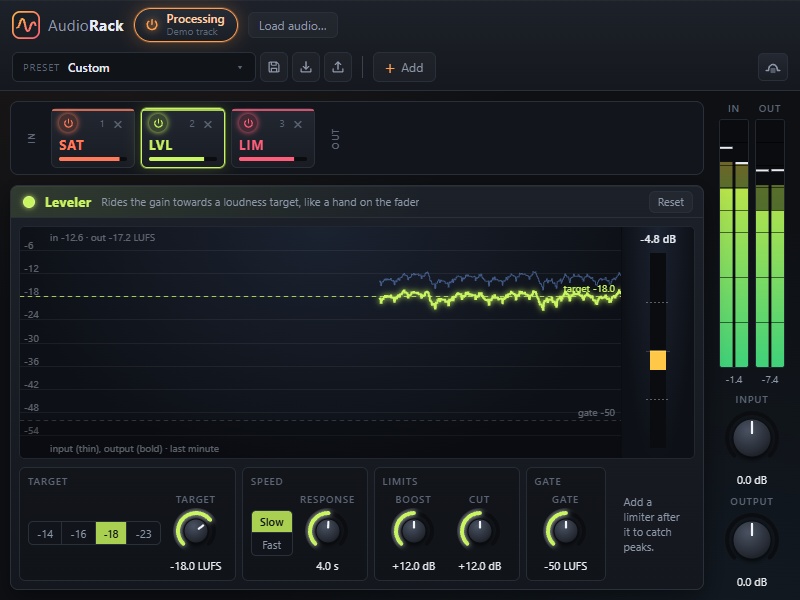 AudioRack
Processing
Demo track
Load audio...
PRESET Custom
+ Add
IN
1
SAT
2
LVL
3
LIM
OUT
Leveler Rides the gain towards a loudness target, like a hand on the fader
Reset
in -12.6 · out -17.2 LUFS
-4.8 dB
-6
-12
-18
-24
-30
-36
-42
-48
-54
target -18.0
gate -50
input (thin), output (bold) · last minute
TARGET
-14 -16 -18 -23
TARGET
-18.0 LUFS
SPEED
Slow
Fast
RESPONSE
4.0 s
LIMITS
BOOST
+12.0 dB
CUT
+12.0 dB
GATE
GATE
-50 LUFS
Add a
limiter after
it to catch
peaks.
IN OUT
-1.4 -7.4
INPUT
0.0 dB
OUTPUT
0.0 dB